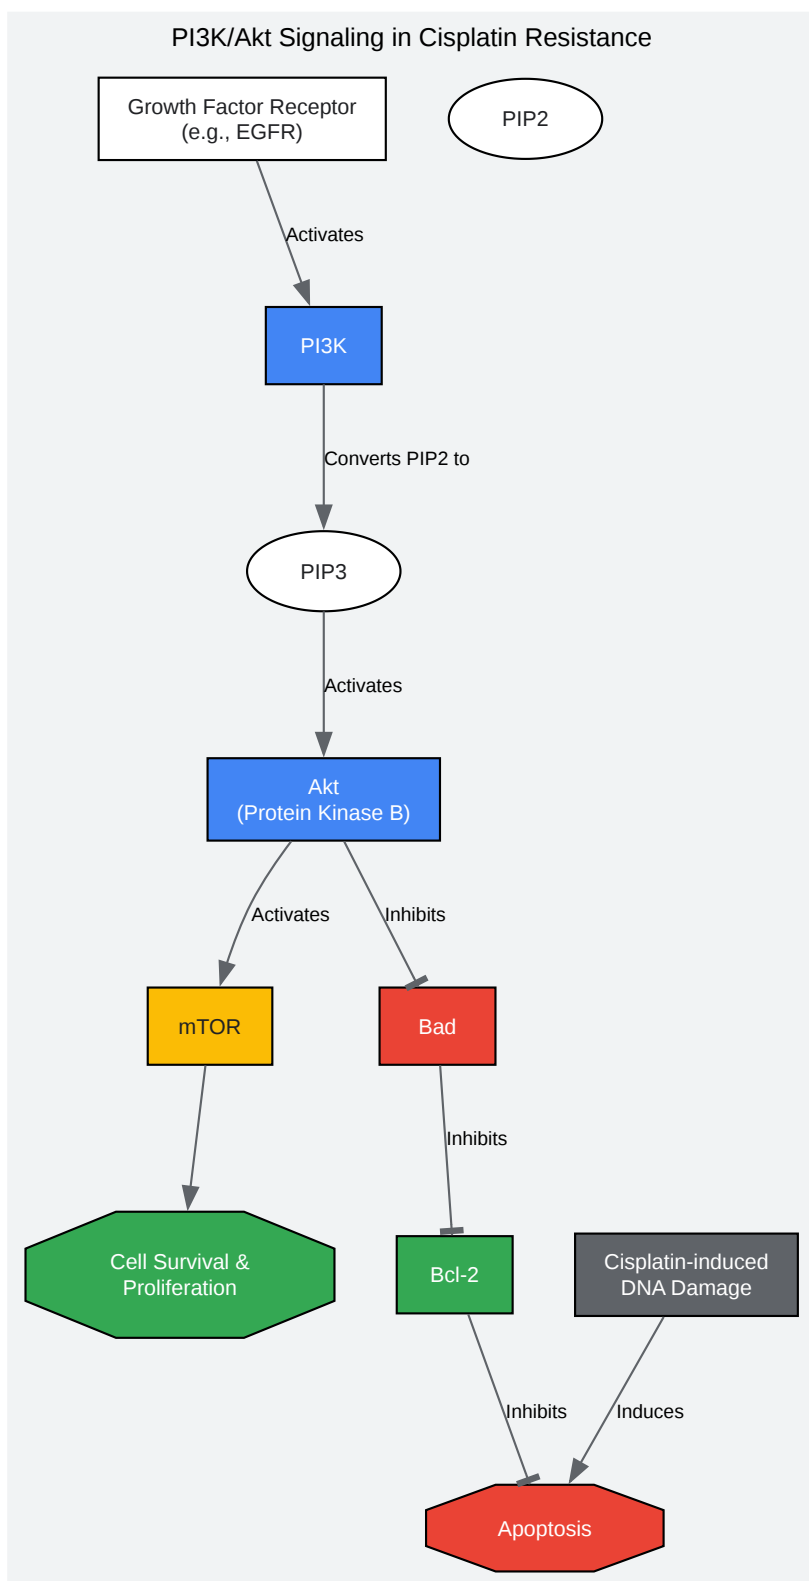 PI3K/Akt Signaling in Cisplatin Resistance
Growth Factor Receptor
(e.g., EGFR)
PIP2
Activates
PI3K
Converts PIP2 to
PIP3
Activates
Akt
(Protein Kinase B)
Activates
Inhibits
mTOR
Bad
Inhibits
Cell Survival &
Proliferation
Bcl-2
Cisplatin-induced
DNA Damage
Inhibits
Induces
Apoptosis